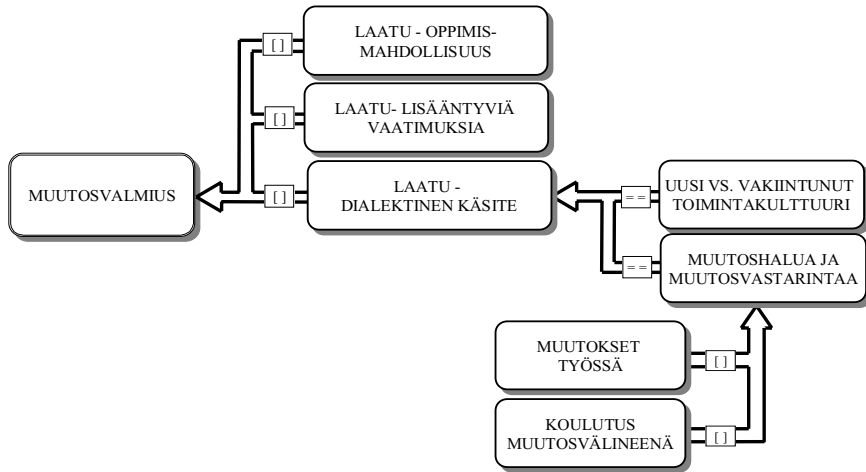 LAATU - OPPIMIS-
MAHDOLLISUUS
[ ]
LAATU- LISÄÄNTYVIÄ
VAATIMUKSIA
[ ]
MUUTOSVALMIUS
[ ]
LAATU -
DIALEKTINEN KÄSITE
= =
UUSI VS. VAKIINTUNUT
TOIMINTAKULTTUURI
= =
MUUTOSHALUA JA
MUUTOSVASTARINTAA
MUUTOKSET
TYÖSSÄ
[ ]
KOULUTUS
MUUTOSVÄLINEENÄ
[ ]